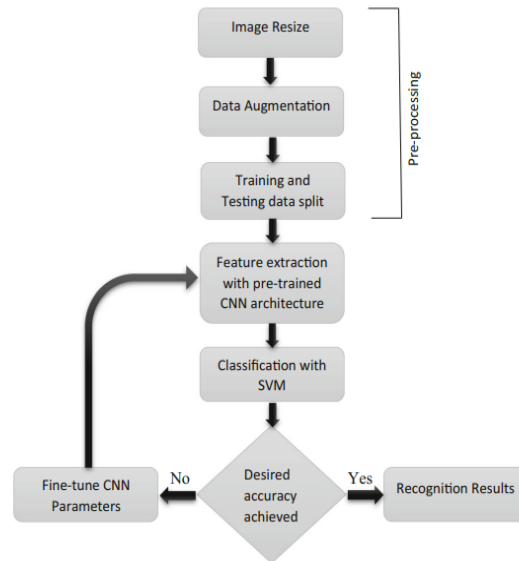 Image Resize
Data Augmentation
Pre-processing
Training and
Testing data split
Feature extraction
with pre-trained
CNN architecture
Classification with
SVM
Desired
accuracy
achieved
No
Fine-tune CNN
Parameters
Yes
Recognition Results